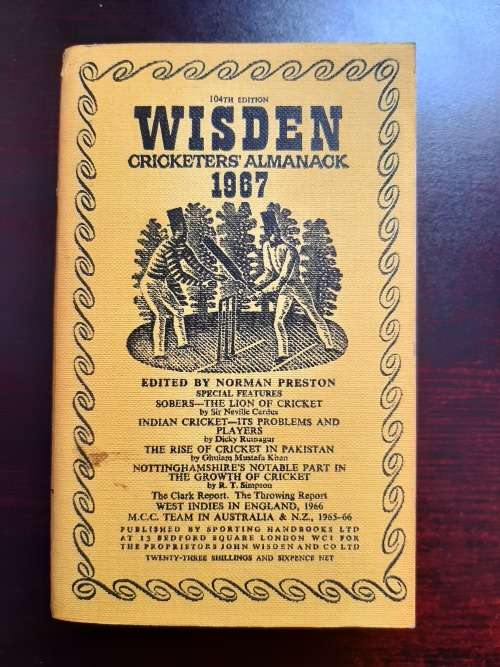 104TH EDITION
WISDEN
CRICKETERS' ALMANACK
1967
EDITED BY NORMAN PRESTON
SPECIAL FEATURES
SOBERS—THE LION OF CRICKET
by Sir Neville Cardus
INDIAN CRICKET—ITS PROBLEMS AND
PLAYERS
by Dicky Rutnagur
THE RISE OF CRICKET IN PAKISTAN
by Ghulam Mustafa Khan
NOTTINGHAMSHIRE'S NOTABLE PART IN
THE GROWTH OF CRICKET
by R. T. Simpson
The Clark Report. The Throwing Report
WEST INDIES IN ENGLAND, 1966
M.C.C. TEAM IN AUSTRALIA & N.Z., 1965-66
PUBLISHED BY SPORTING HANDBOOKS LTD
AT 13 BEDFORD SQUARE LONDON WC1 FOR
THE PROPRIETORS JOHN WISDEN AND CO LTD
TWENTY-THREE SHILLINGS AND SIXPENCE NET